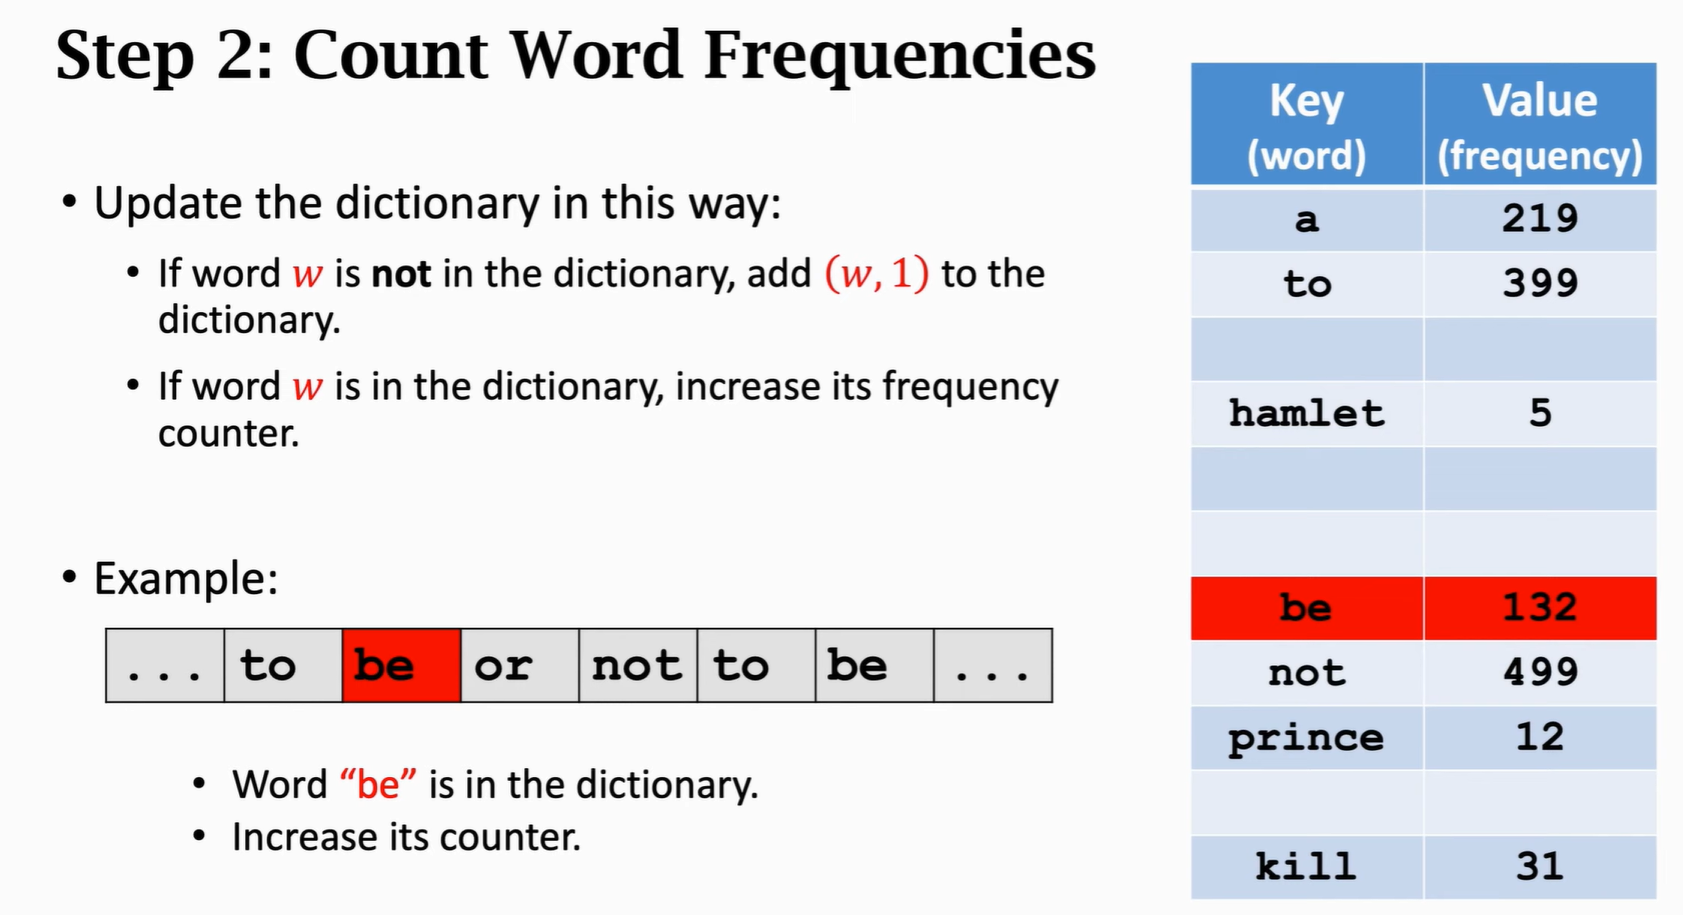 Step 2: Count Word Frequencies
• Update the dictionary in this way:
• If word w is not in the dictionary, add (w, 1) to the
dictionary.
• If word w is in the dictionary, increase its frequency
counter.
• Example:
... to be or not to be ...
• Word “be” is in the dictionary.
• Increase its counter.
Key Value
(word) (frequency)
a 219
to 399
hamlet 5
be 132
not 499
prince 12
kill 31